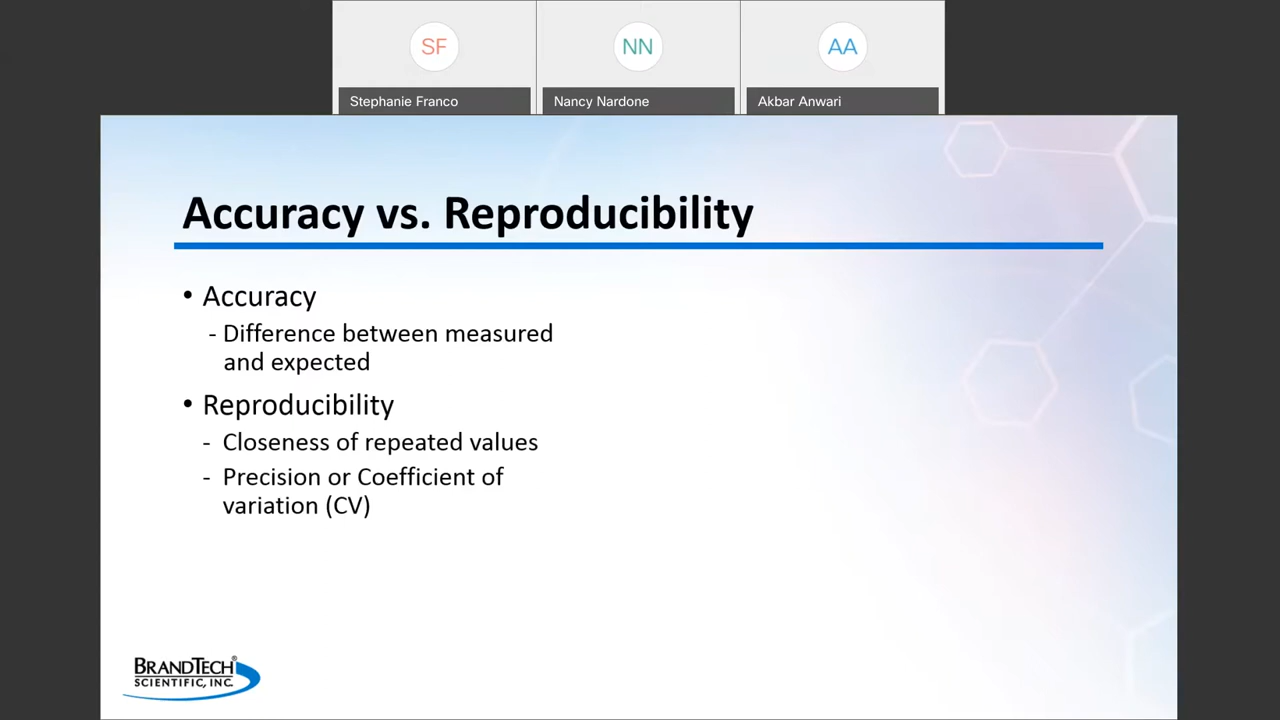 SF
NN
AA
Stephanie Franco
Nancy Nardone
Akbar Anwari
Accuracy vs. Reproducibility
• Accuracy
- Difference between measured
and expected
• Reproducibility
- Closeness of repeated values
- Precision or Coefficient of
variation (CV)
BRANDTECH®
SCIENTIFIC, INC.